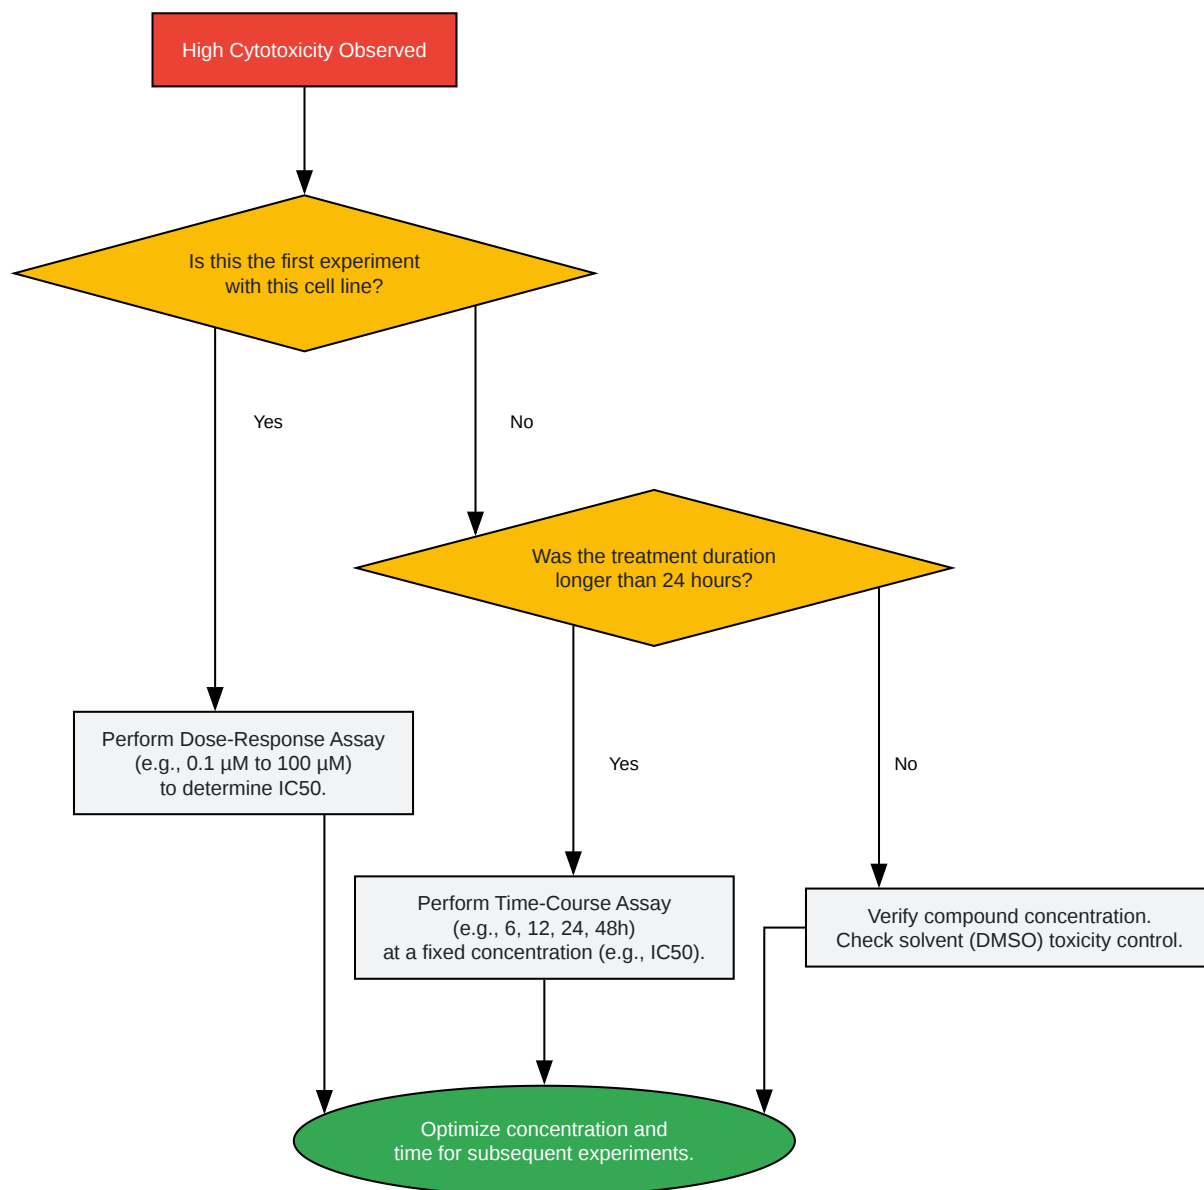 High Cytotoxicity Observed
Is this the first experiment
with this cell line?
Yes
No
Was the treatment duration
longer than 24 hours?
Perform Dose-Response Assay
(e.g., 0.1 µM to 100 µM)
to determine IC50.
Yes
No
Perform Time-Course Assay
(e.g., 6, 12, 24, 48h)
at a fixed concentration (e.g., IC50).
Verify compound concentration.
Check solvent (DMSO) toxicity control.
Optimize concentration and
time for subsequent experiments.